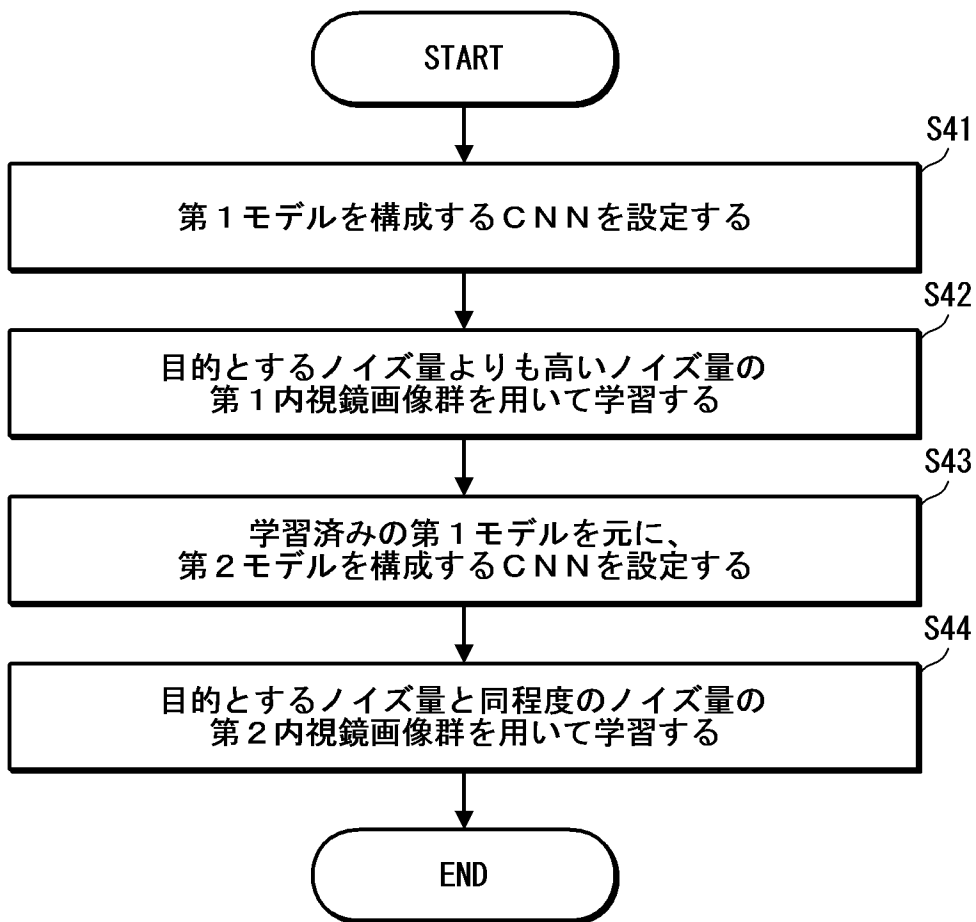 START
S41
第１モデルを構成するＣＮＮを設定する
S42
目的とするノイズ量よりも高いノイズ量の
第１内視鏡画像群を用いて学習する
S43
学習済みの第１モデルを元に、
第２モデルを構成するＣＮＮを設定する
S44
目的とするノイズ量と同程度のノイズ量の
第２内視鏡画像群を用いて学習する
END